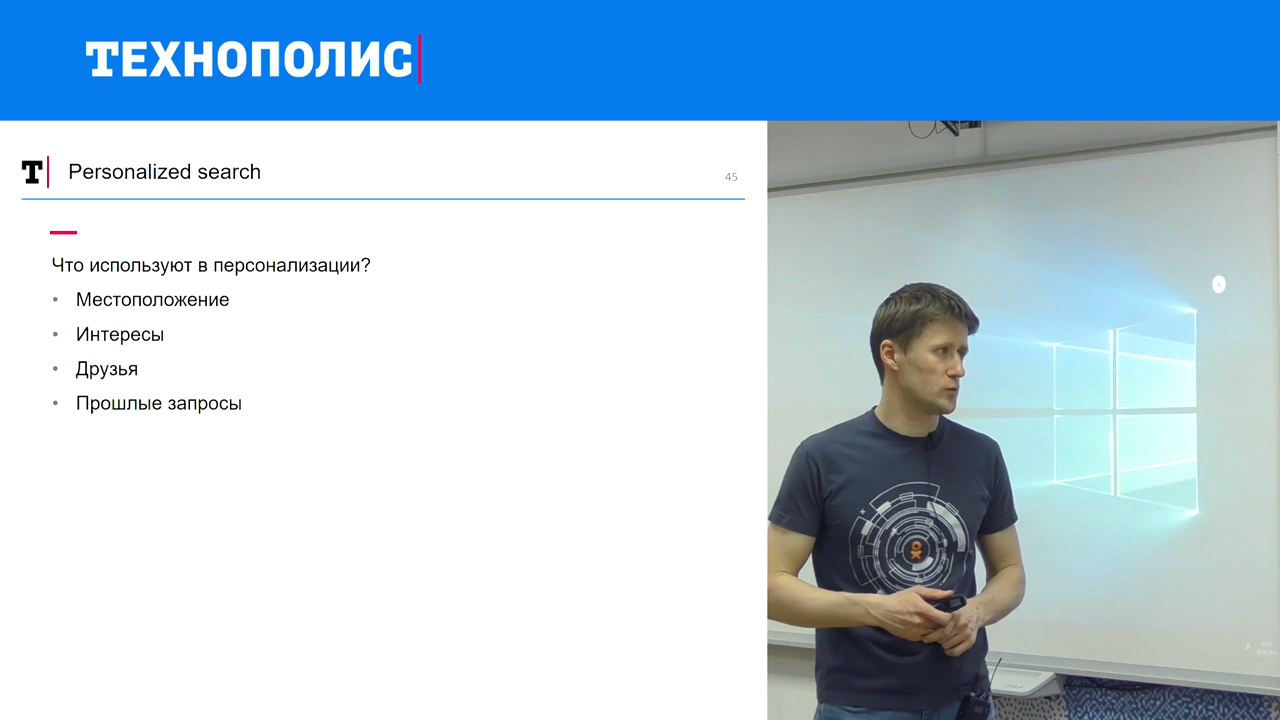 ТЕХНОПОЛИС
T
Personalized search
45
Что используют в персонализации?
• Местоположение
• Интересы
• Друзья
• Прошлые запросы